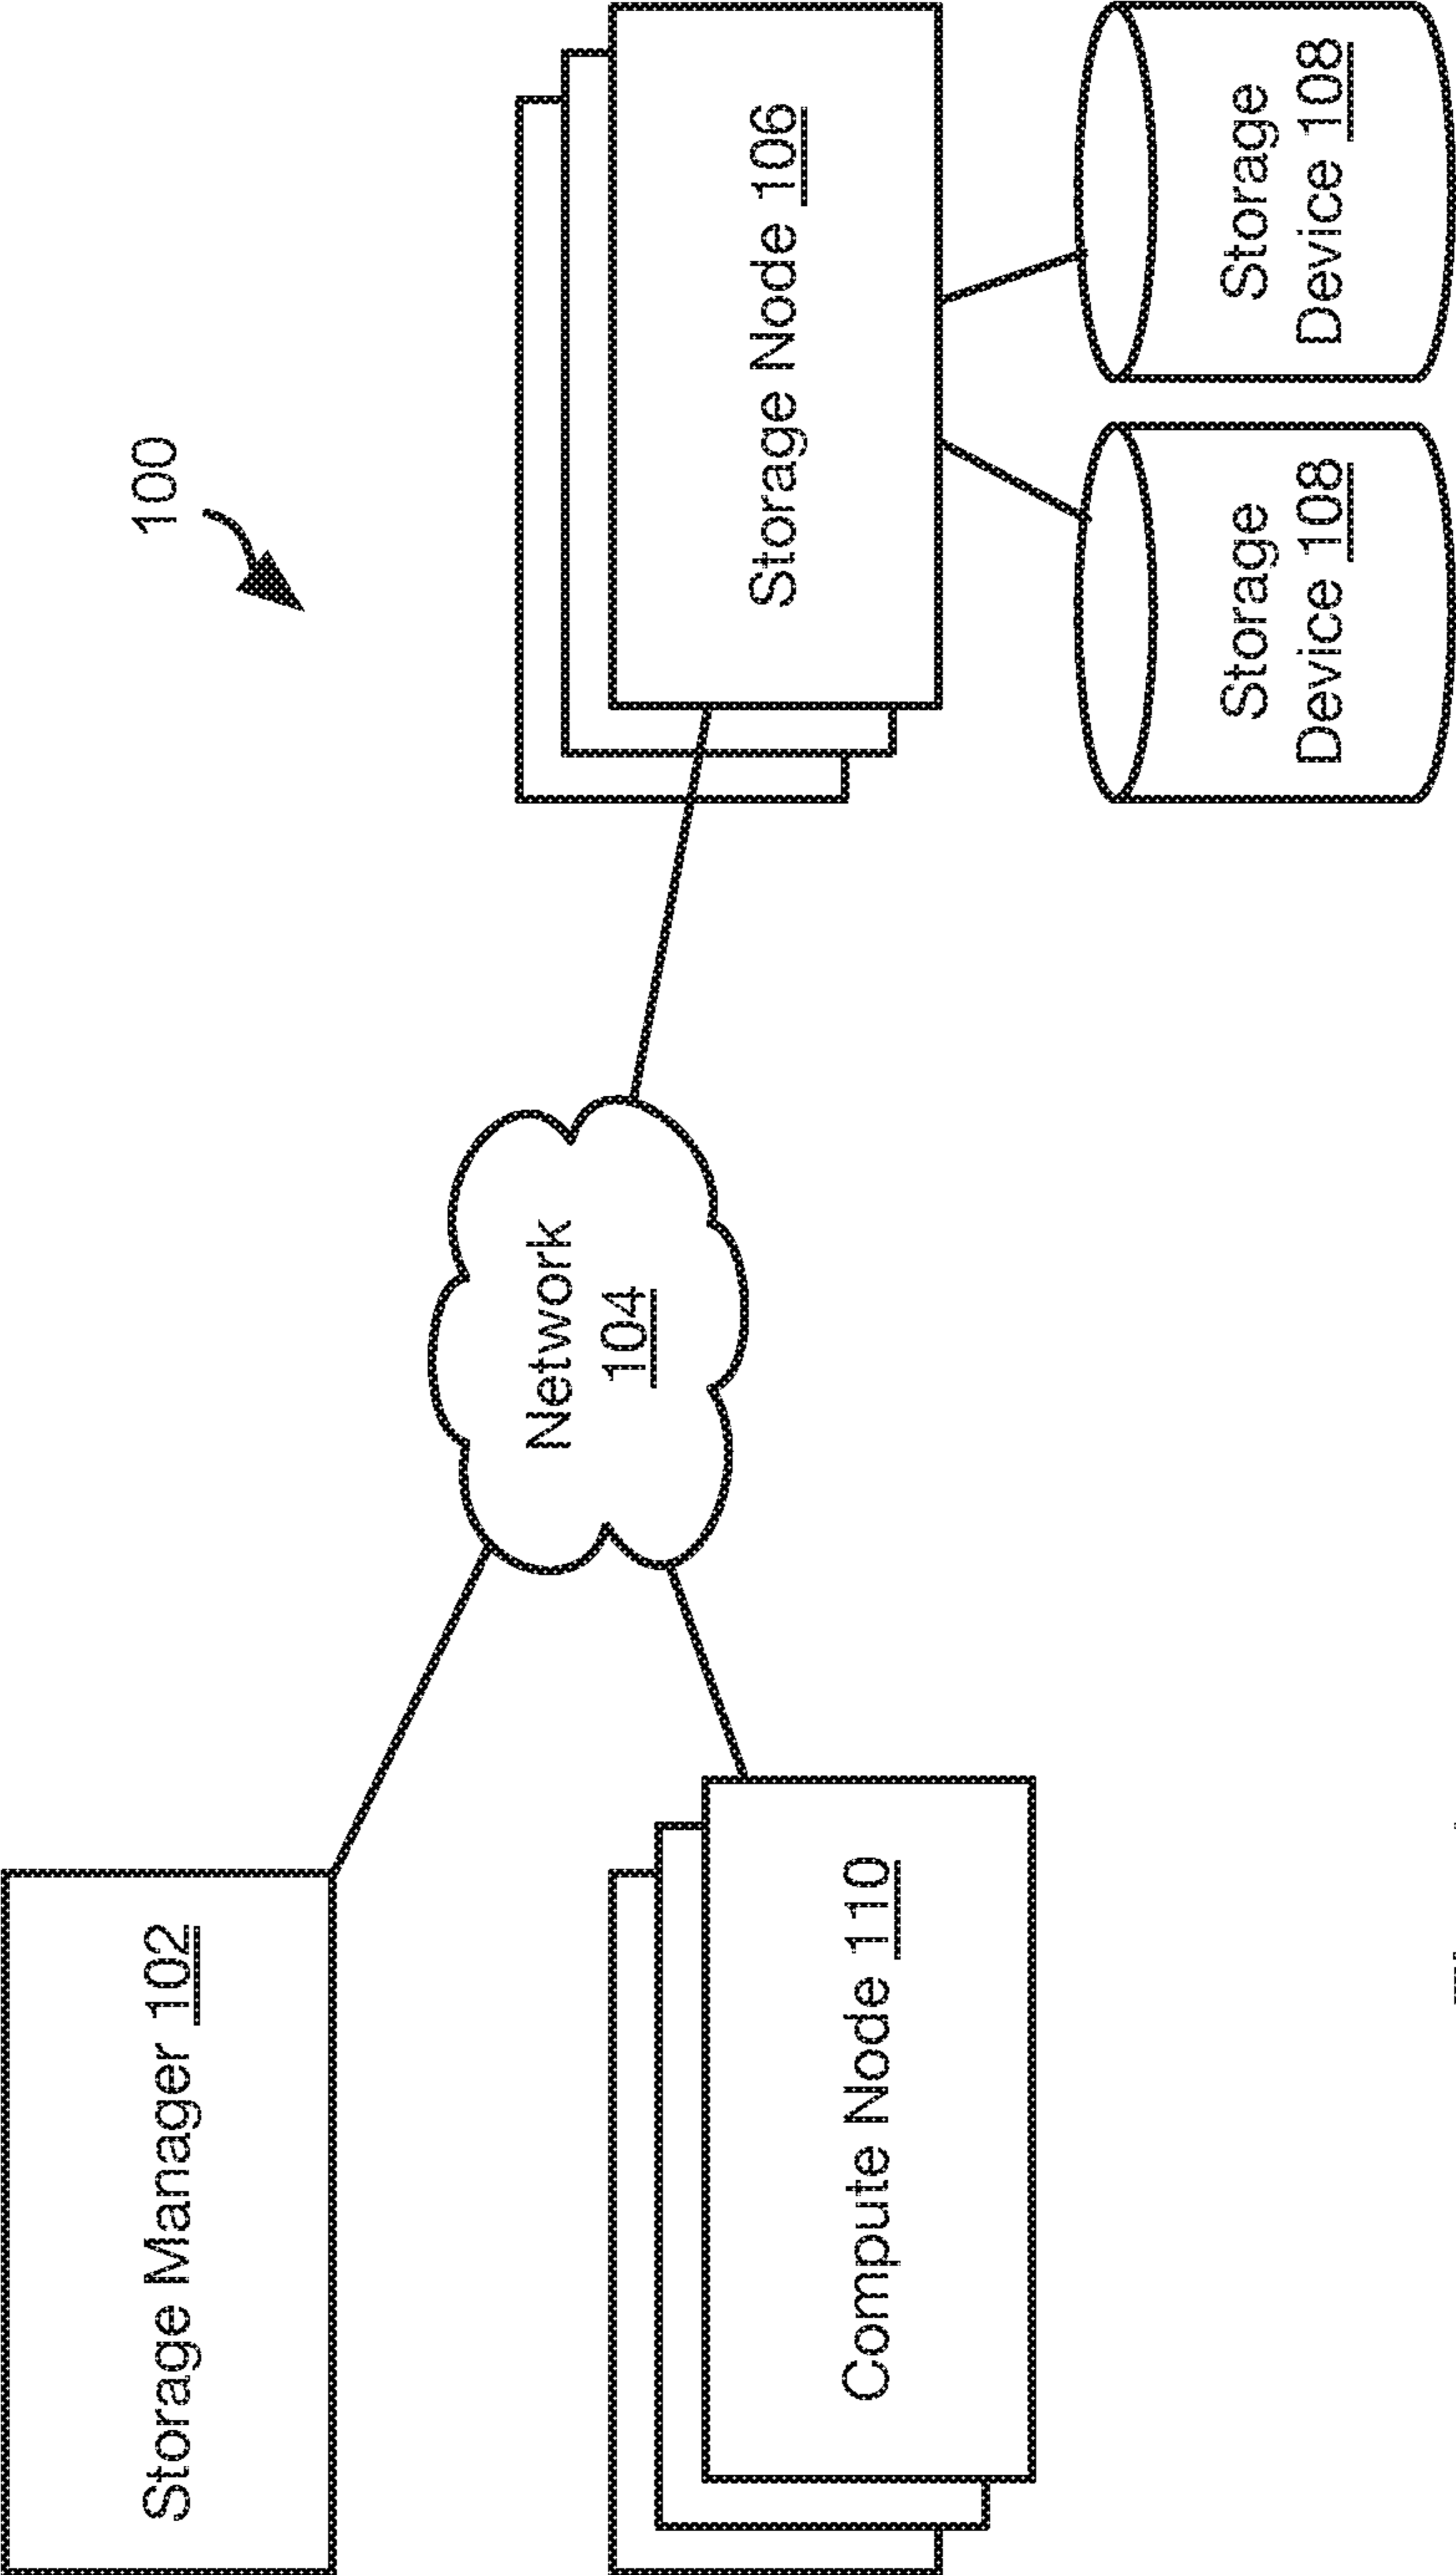 100
Storage Manager 102
Network
104
Storage Node 106
Compute Node 110
Storage
Device 108
Storage
Device 108